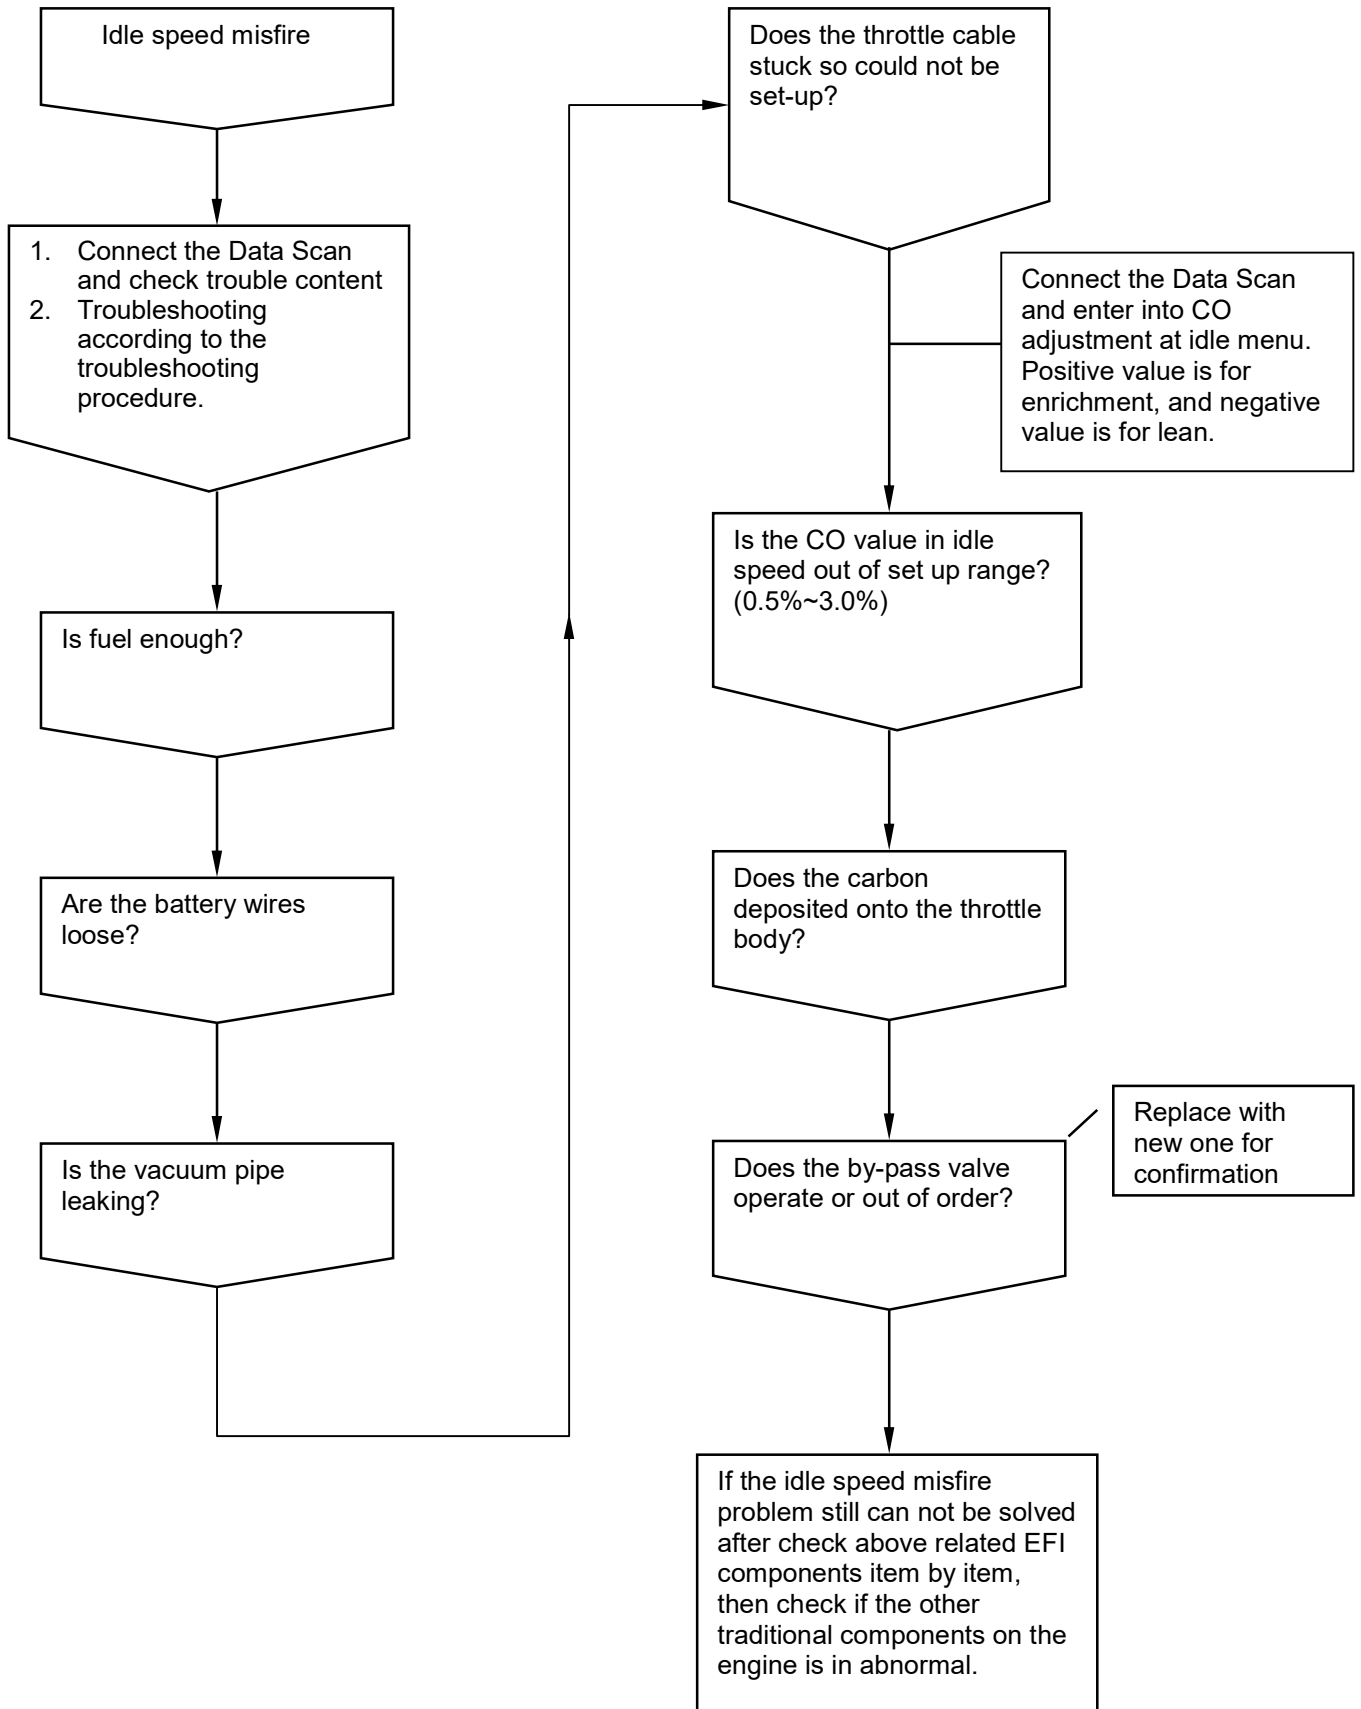 Idle speed misfire
1. Connect the Data Scan
and check trouble content
2. Troubleshooting
according to the
troubleshooting
procedure.
Is fuel enough?
Are the battery wires
loose?
Is the vacuum pipe
leaking?
Does the throttle cable
stuck so could not be
set-up?
Connect the Data Scan
and enter into CO
adjustment at idle menu.
Positive value is for
enrichment, and negative
value is for lean.
Is the CO value in idle
speed out of set up range?
(0.5%~3.0%)
Does the carbon
deposited onto the throttle
body?
Does the by-pass valve
operate or out of order?
Replace with
new one for
confirmation
If the idle speed misfire
problem still can not be solved
after check above related EFI
components item by item,
then check if the other
traditional components on the
engine is in abnormal.